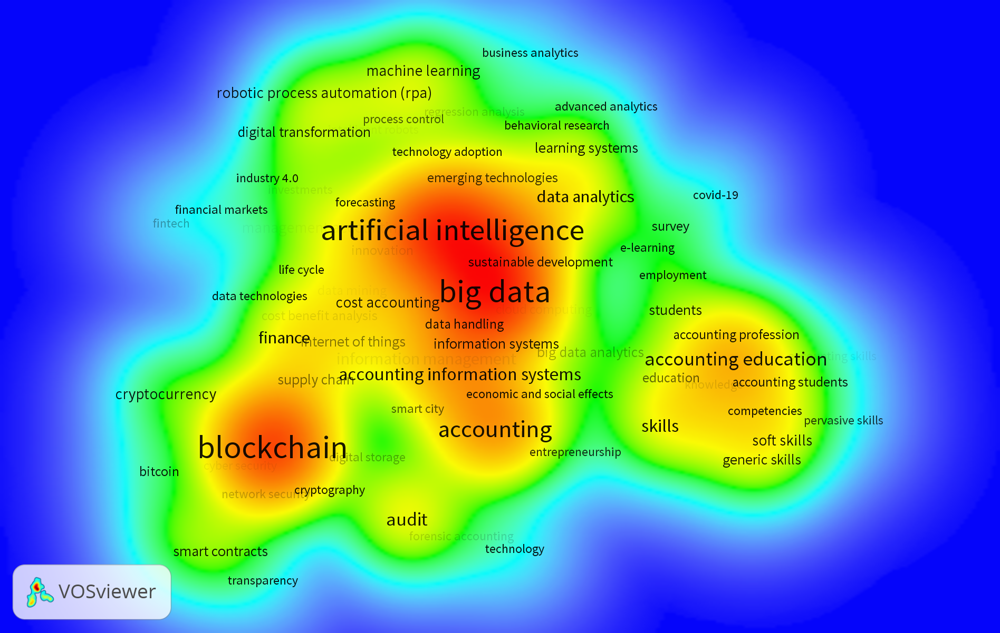 business analytics
machine learning
robotic process automation (rpa)
advanced analytics
regression analysis
process control
behavioral research
digital transformation
robots
learning systems
technology adoption
industry 4.0
emerging technologies
investments
data analytics
covid-19
forecasting
financial markets
fintech
survey
management
artificial intelligence
e-learning
innovation
sustainable development
life cycle
employment
data mining
big data
data technologies
cost accounting
cloud computing
students
cost benefit analysis
data handling
accounting profession
finance
internet of things
information systems
big data analytics
information management
accounting education
skills
accounting information systems
education
supply chain
knowledge
accounting students
cryptocurrency
economic and social effects
smart city
competencies
pervasive skills
skills
accounting
soft skills
blockchain
entrepreneurship
digital storage
generic skills
cyber security
bitcoin
cryptography
network security
audit
forensic accounting
technology
smart contracts
transparency
VOSviewer